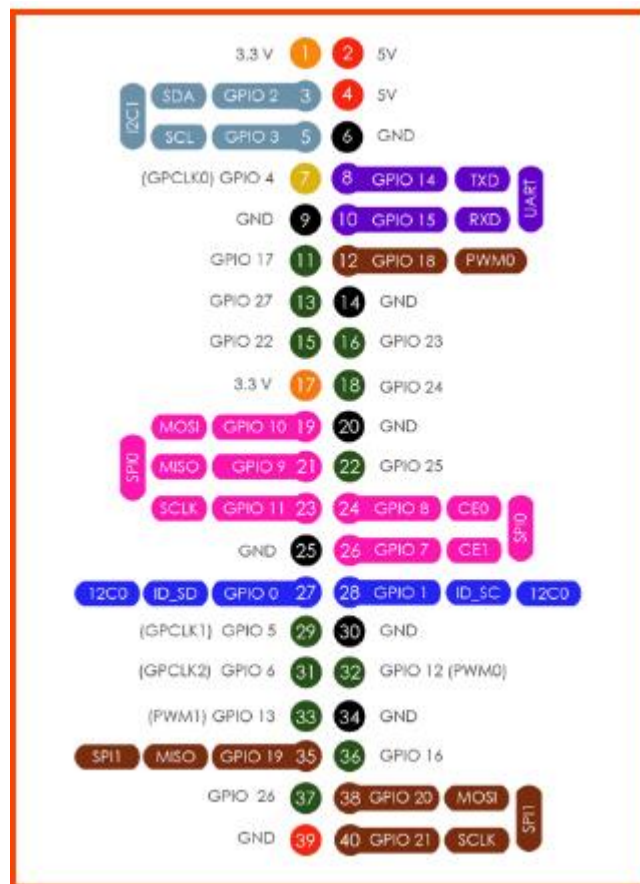 3.3 V 1 2 5V
I2C1 SDA GPIO 2 3 4 5V
SCL GPIO 3 5 6 GND
(GPCLK0) GPIO 4 7 8 GPIO 14 TXD UART
GND 9 10 GPIO 15 RXD
GPIO 17 11 12 GPIO 18 PWM0
GPIO 27 13 14 GND
GPIO 22 15 16 GPIO 23
3.3 V 17 18 GPIO 24
SPI0 MOSI GPIO 10 19 20 GND
MISO GPIO 9 21 22 GPIO 25
SCLK GPIO 11 23 24 GPIO 8 CE0 SPI0
GND 25 26 GPIO 7 CE1
12C0 ID_SD GPIO 0 27 28 GPIO 1 ID_SC 12C0
(GPCLK1) GPIO 5 29 30 GND
(GPCLK2) GPIO 6 31 32 GPIO 12 (PWM0)
(PWM1) GPIO 13 33 34 GND
SPI1 MISO GPIO 19 35 36 GPIO 16
GPIO 26 37 38 GPIO 20 MOSI SPI1
GND 39 40 GPIO 21 SCLK